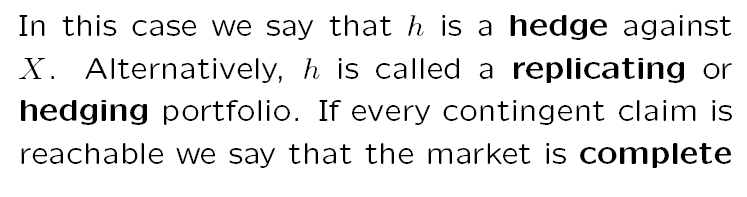 In this case we say that h is a hedge against
X. Alternatively, h is called a replicating or
hedging portfolio. If every contingent claim is
reachable we say that the market is complete